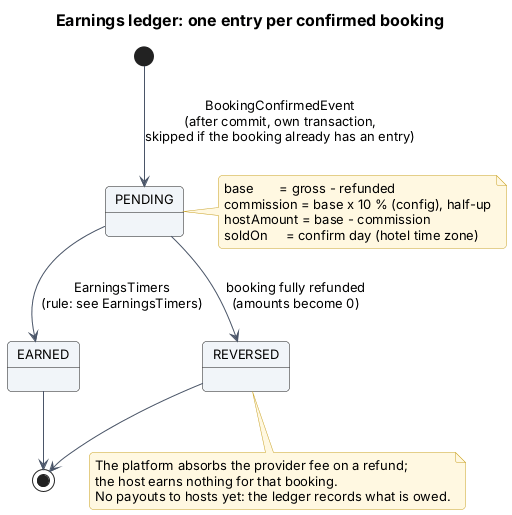 Earnings ledger: one entry per confirmed booking
BookingConfirmedEvent
(after commit, own transaction,
skipped if the booking already has an entry)
PENDING
base = gross - refunded
commission = base x 10 % (config), half-up
hostAmount = base - commission
soldOn = confirm day (hotel time zone)
EarningsTimers
(rule: see EarningsTimers)
booking fully refunded
(amounts become 0)
EARNED
REVERSED
The platform absorbs the provider fee on a refund;
the host earns nothing for that booking.
No payouts to hosts yet: the ledger records what is owed.